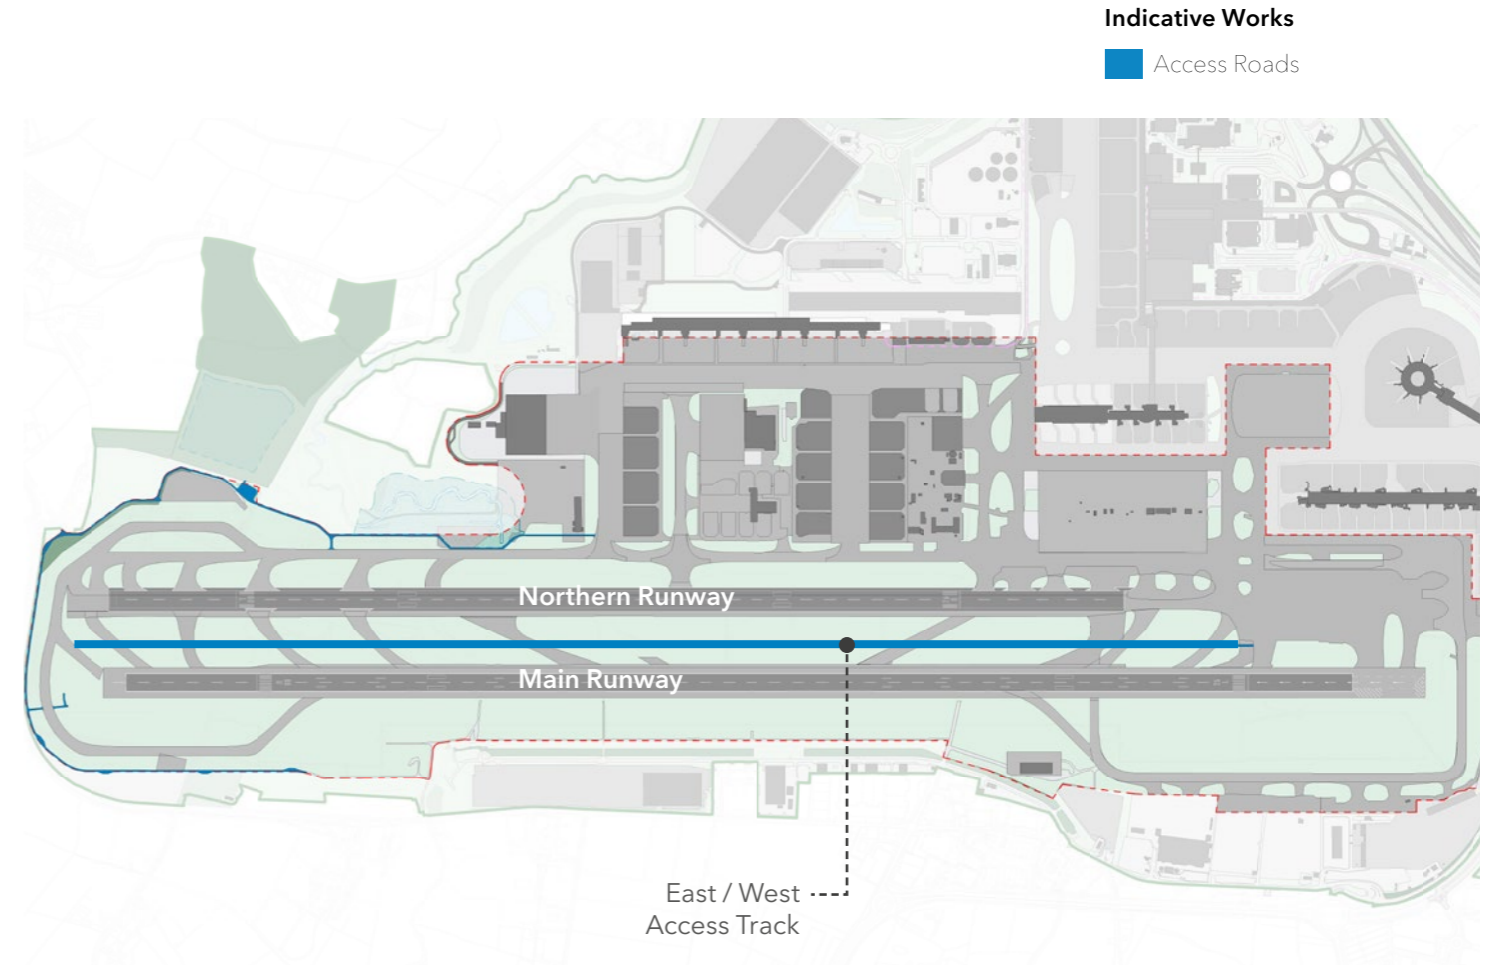 Indicative Works
Access Roads
Northern Runway
Main Runway
East / West
Access Track